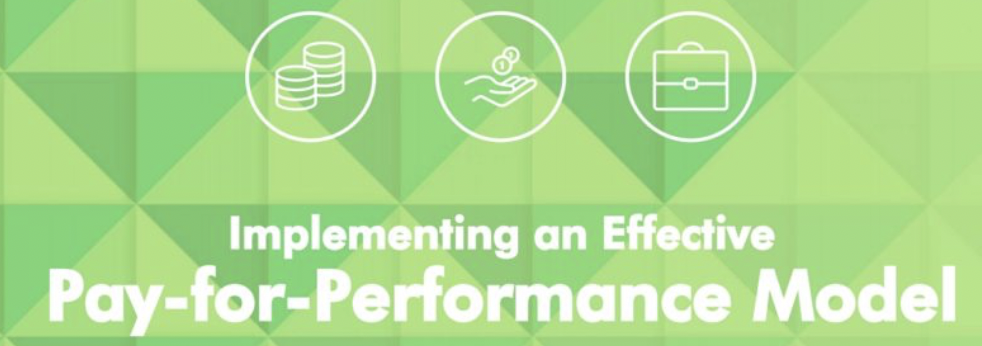 Implementing an Effective
Pay-for-Performance Model